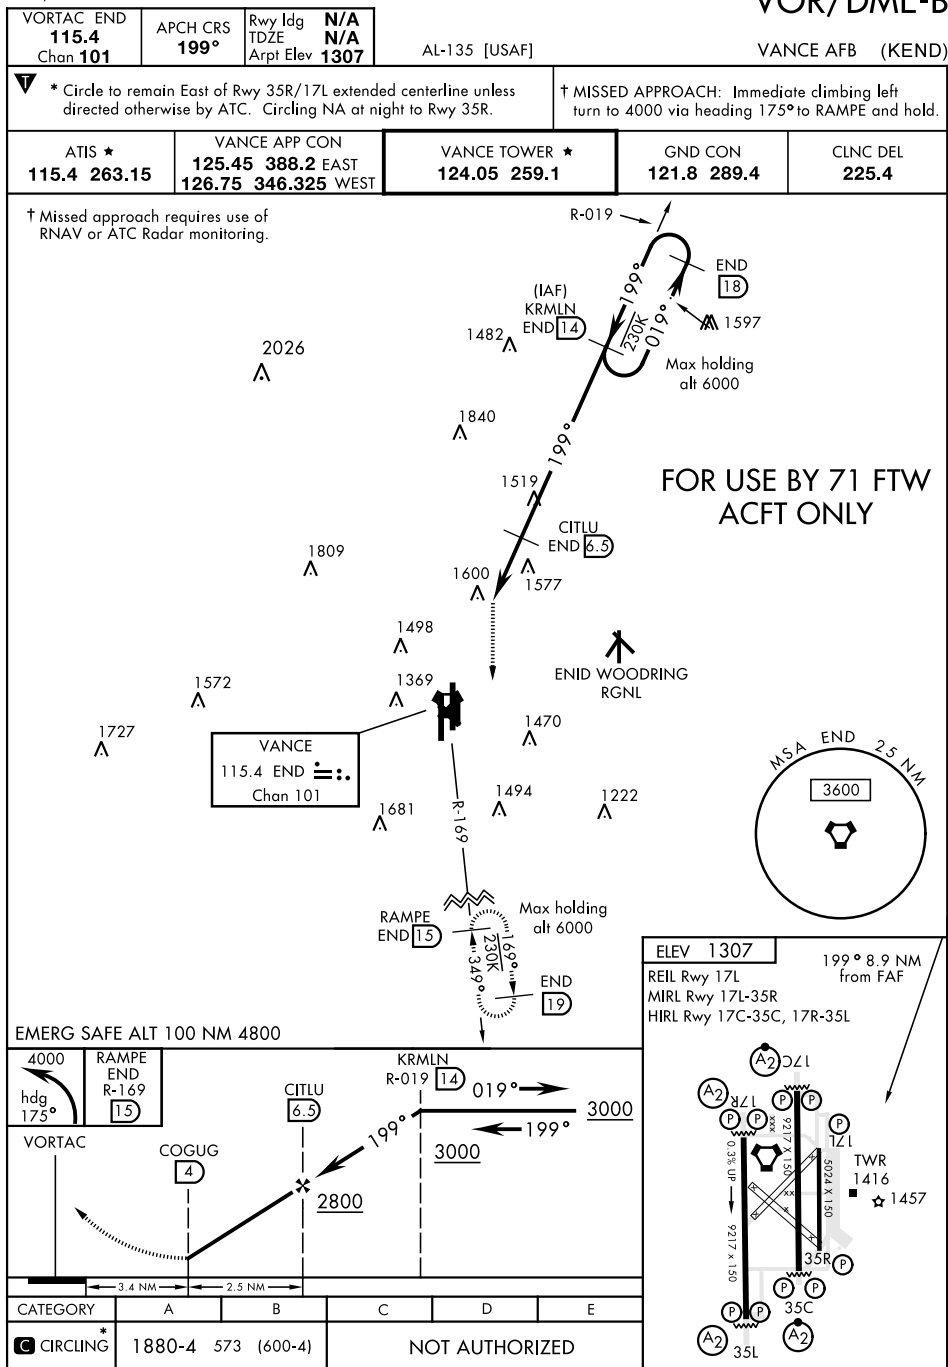 VOR/DME-B
VORTAC END
115.4
Chan 101
APCH CRS
199°
Rwy ldg N/A
TDZE N/A
Arpt Elev 1307
AL-135 [USAF]
VANCE AFB (KEND)
T
* Circle to remain East of Rwy 35R/17L extended centerline unless
directed otherwise by ATC. Circling NA at night to Rwy 35R.
† MISSED APPROACH: Immediate climbing left
turn to 4000 via heading 175° to RAMPE and hold.
ATIS ★
115.4 263.15
VANCE APP CON
125.45 388.2 EAST
126.75 346.325 WEST
VANCE TOWER ★
124.05 259.1
GND CON
121.8 289.4
CLNC DEL
225.4
† Missed approach requires use of
RNAV or ATC Radar monitoring.
R-019
END
18
(IAF)
KRMLN
END 14
199°
230K
019°
1597
1482
2026
Max holding
alt 6000
1840
199°
FOR USE BY 71 FTW
ACFT ONLY
1519
CITLU
END 6.5
1809
1600
1577
1498
ENID WOODRING
RGNL
1572
1369
1727
1470
VANCE
115.4 END
Chan 101
MSA END 25 NM
3600
1681
1494
1222
R-169
RAMPE
END 15
Max holding
alt 6000
169°
230K
349°
END
19
EMERG SAFE ALT 100 NM 4800
ELEV 1307
199° 8.9 NM
from FAF
REIL Rwy 17L
MIRL Rwy 17L-35R
HIRL Rwy 17C-35C, 17R-35L
A2
17C
A2
17R
P P
P P
P
17L
xxx
9217 X 150
0.3% UP
5024 X 150
TWR
1416
1457
xx
x
9217 x 150
35R
P
P P
35C
A2
P P
A2
35L
4000
hdg
175°
RAMPE
END
R-169
15
VORTAC
COGUG
4
CITLU
6.5
KRMLN
R-019 14
019°
3000
199°
199°
3000
2800
3.4 NM
2.5 NM
CATEGORY A B C D E
C CIRCLING* 1880-4 573 (600-4) NOT AUTHORIZED